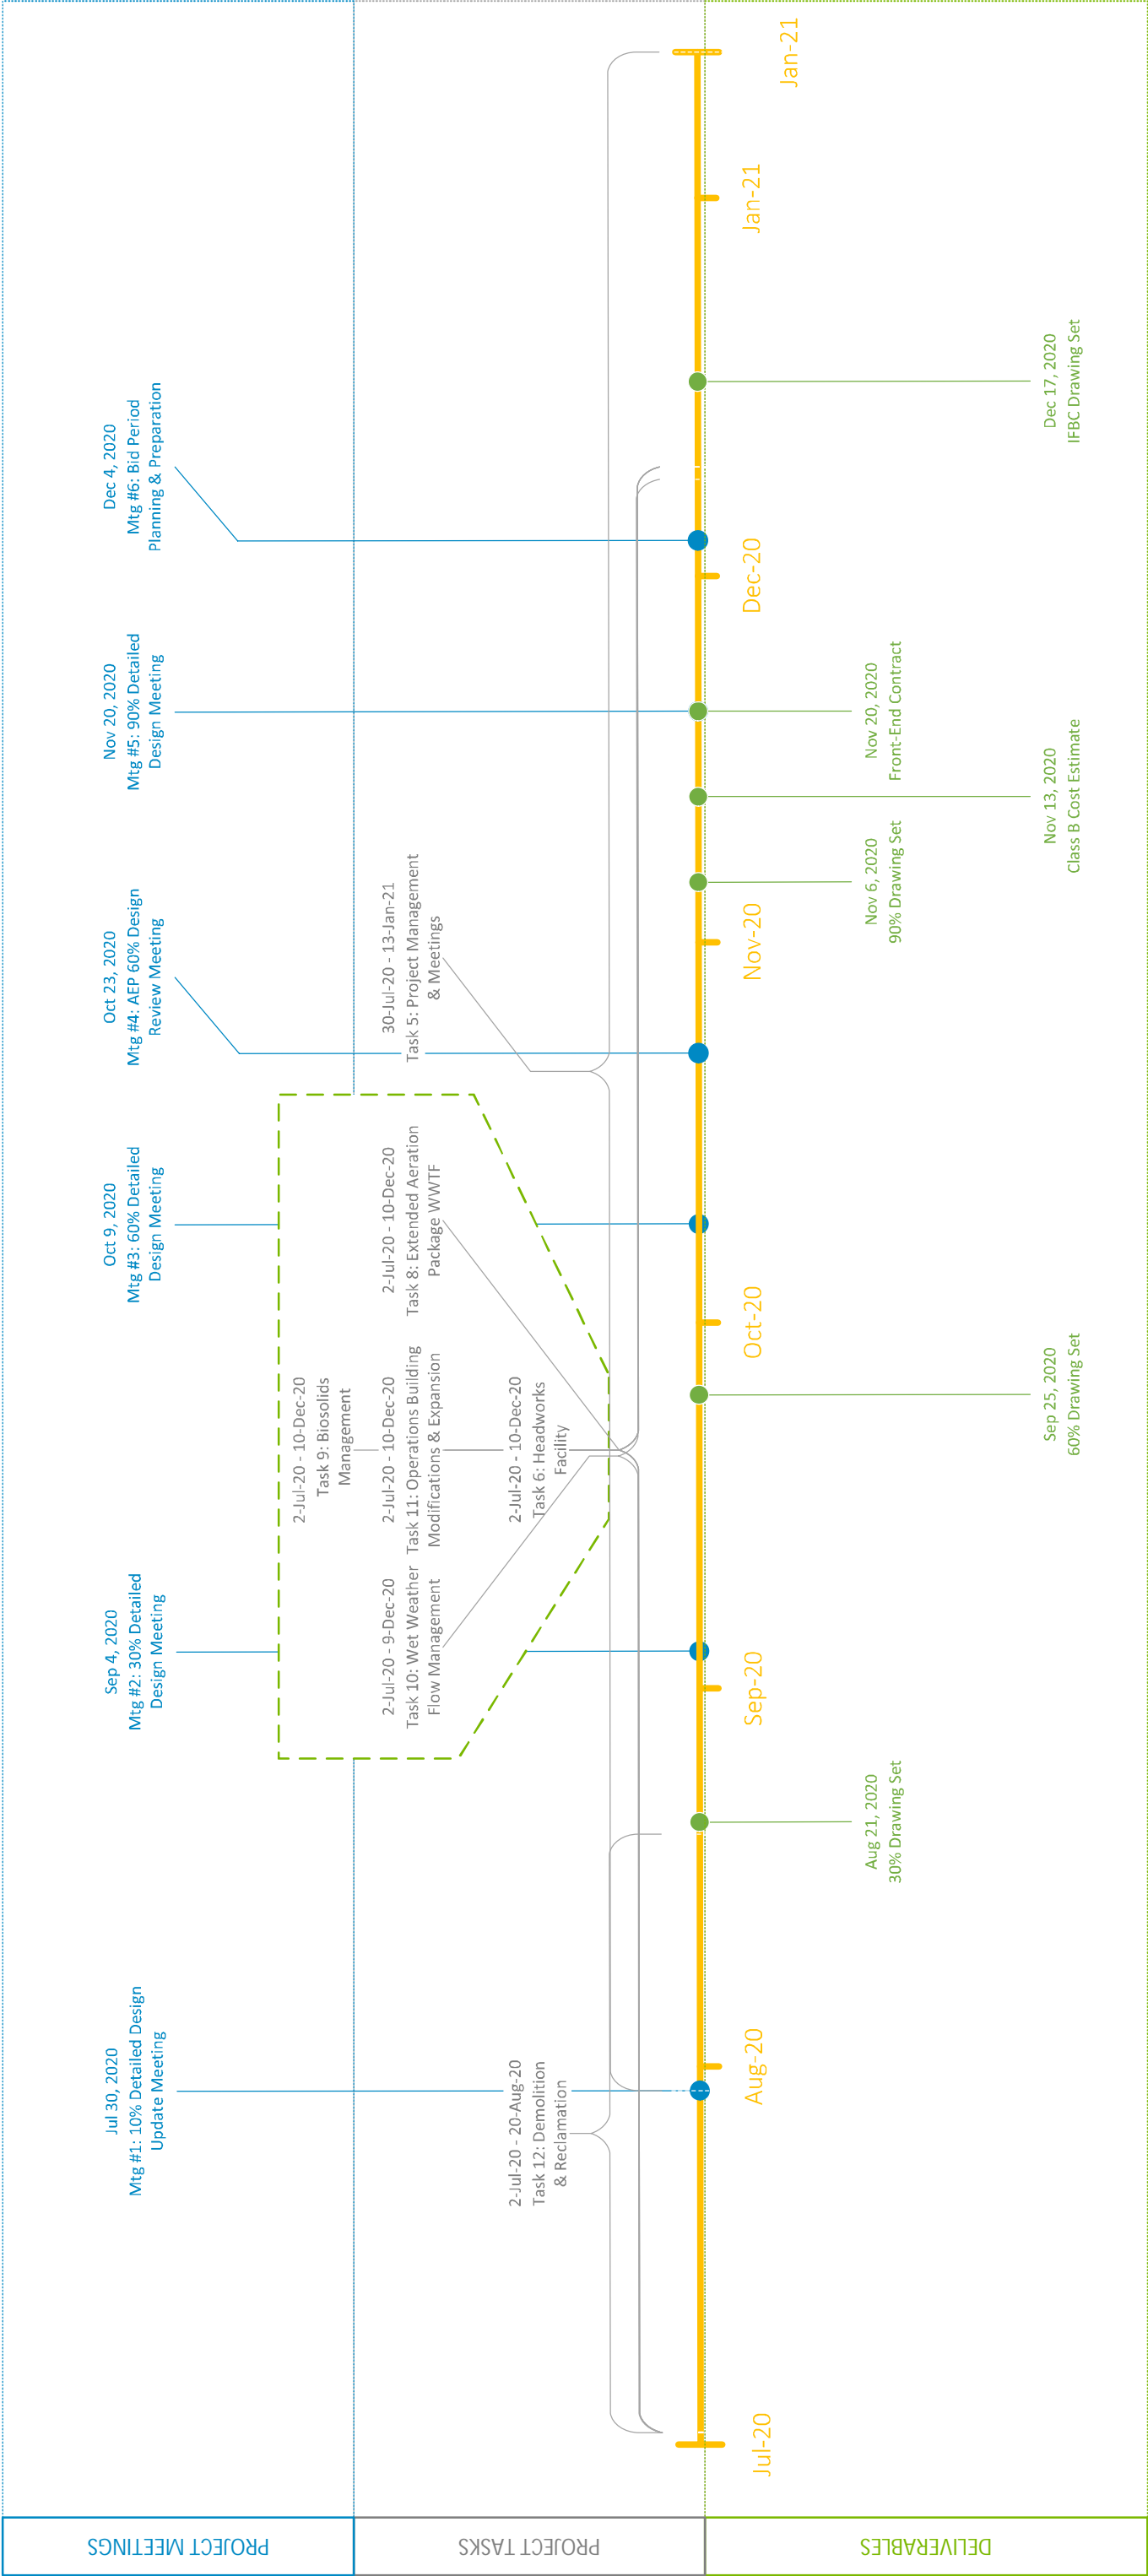 PROJECT MEETINGS
Jul 30, 2020
Mtg #1: 10% Detailed Design
Update Meeting
Sep 4, 2020
Mtg #2: 30% Detailed
Design Meeting
Oct 9, 2020
Mtg #3: 60% Detailed
Design Meeting
Oct 23, 2020
Mtg #4: AEP 60% Design
Review Meeting
Nov 20, 2020
Mtg #5: 90% Detailed
Design Meeting
Dec 4, 2020
Mtg #6: Bid Period
Planning & Preparation
PROJECT TASKS
2-Jul-20 - 20-Aug-20
Task 12: Demolition
& Reclamation
2-Jul-20 - 9-Dec-20
Task 10: Wet Weather
Flow Management
2-Jul-20 - 10-Dec-20
Task 9: Biosolids
Management
2-Jul-20 - 10-Dec-20
Task 11: Operations Building
Modifications & Expansion
2-Jul-20 - 10-Dec-20
Task 6: Headworks
Facility
2-Jul-20 - 10-Dec-20
Task 8: Extended Aeration
Package WWTF
30-Jul-20 - 13-Jan-21
Task 5: Project Management
& Meetings
Jul-20
Aug-20
Sep-20
Oct-20
Nov-20
Dec-20
Jan-21
Jan-21
DELIVERABLES
Aug 21, 2020
30% Drawing Set
Sep 25, 2020
60% Drawing Set
Nov 6, 2020
90% Drawing Set
Nov 13, 2020
Class B Cost Estimate
Nov 20, 2020
Front-End Contract
Dec 17, 2020
IFBC Drawing Set